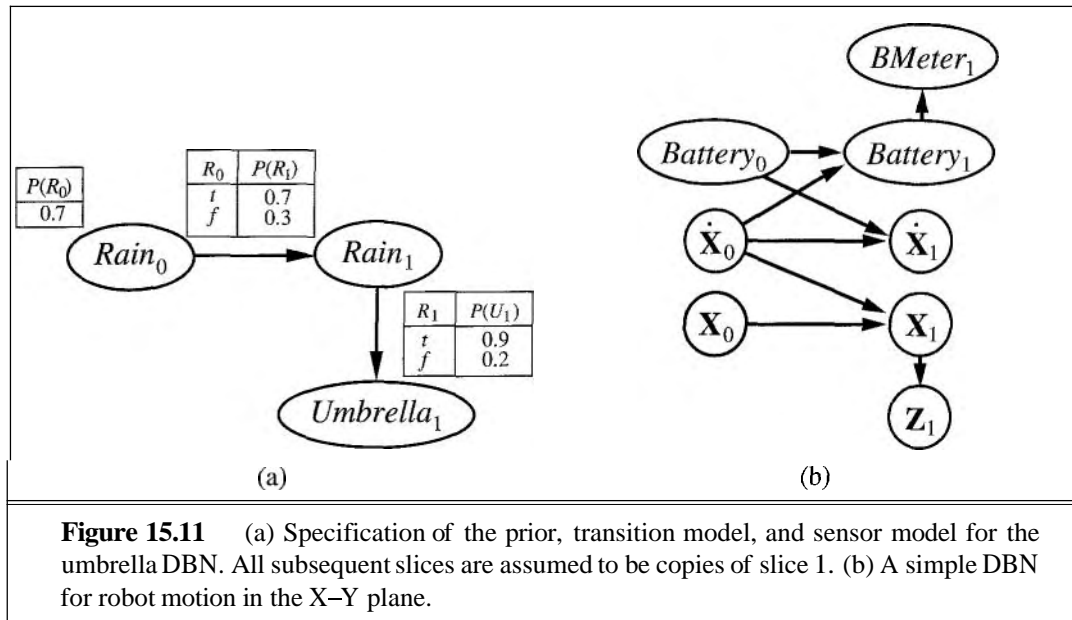 P(R0)
0.7
R0 P(R1)
t 0.7
f 0.3
Rain0
Rain1
R1 P(U1)
t 0.9
f 0.2
Umbrella1
(a)
BMeter1
Battery0
Battery1
Ẋ0
Ẋ1
X0
X1
Z1
(b)
Figure 15.11 (a) Specification of the prior, transition model, and sensor model for the
umbrella DBN. All subsequent slices are assumed to be copies of slice 1. (b) A simple DBN
for robot motion in the X–Y plane.